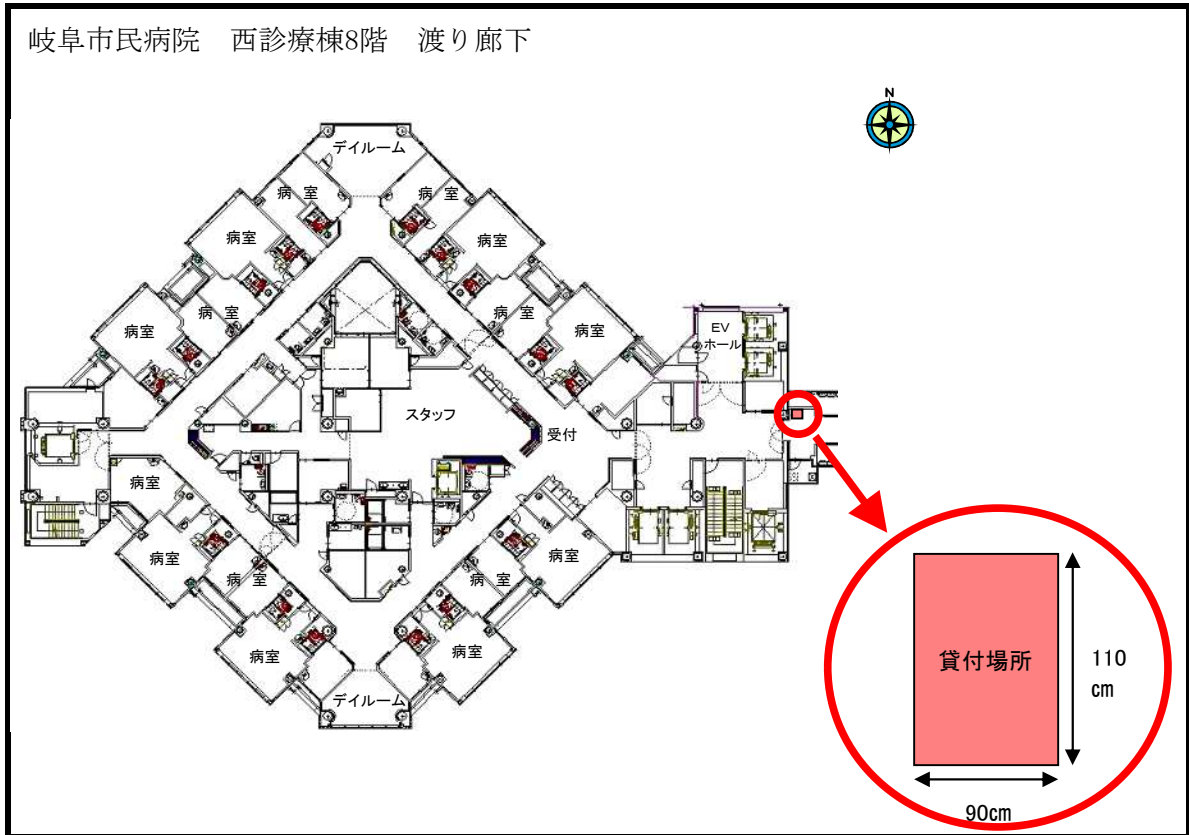 岐阜市民病院　西診療棟8階　渡り廊下
N
デイルーム
病　室
病　室
病室
病室
病　室
病　室
病室
病室
EV
ホール
スタッフ
受付
病室
病室
病室
病　室
病　室
病室
病室
デイルーム
貸付場所
110
cm
90cm